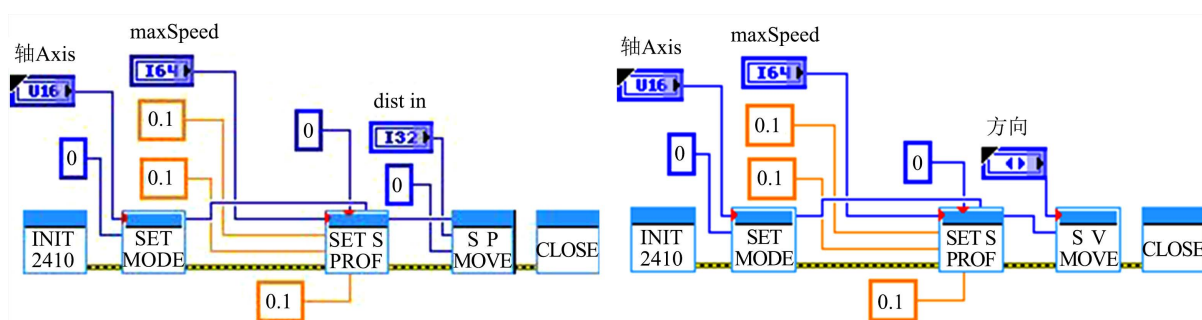 maxSpeed
轴Axis
I64
U16
dist in
0.1
0
I32
0
0.1
0
INIT
2410
SET
MODE
SET S
PROF
S P
MOVE
CLOSE
0.1
maxSpeed
轴Axis
I64
U16
方向
0.1
0
0
0.1
INIT
2410
SET
MODE
SET S
PROF
S V
MOVE
CLOSE
0.1